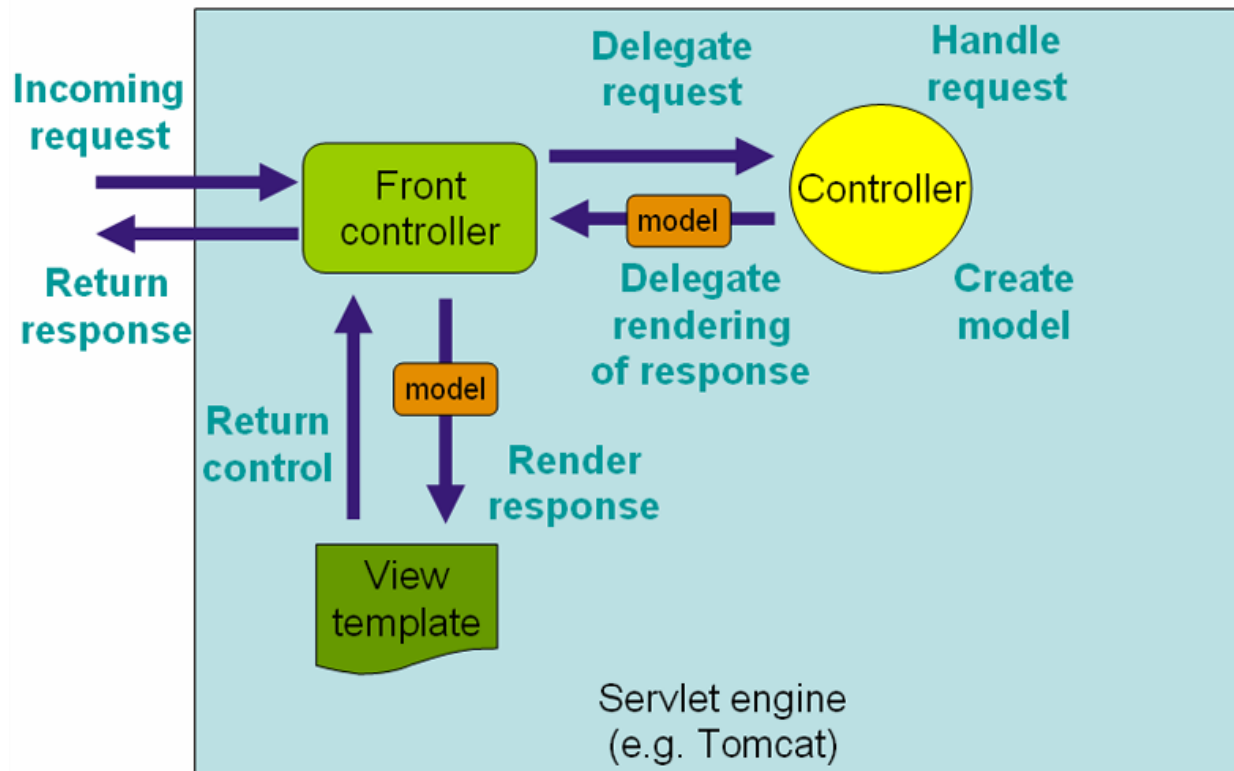 Incoming
request
Return
response
Front
controller
Delegate
request
Handle
request
Controller
model
Delegate
rendering
of response
Create
model
model
Return
control
Render
response
View
template
Servlet engine
(e.g. Tomcat)